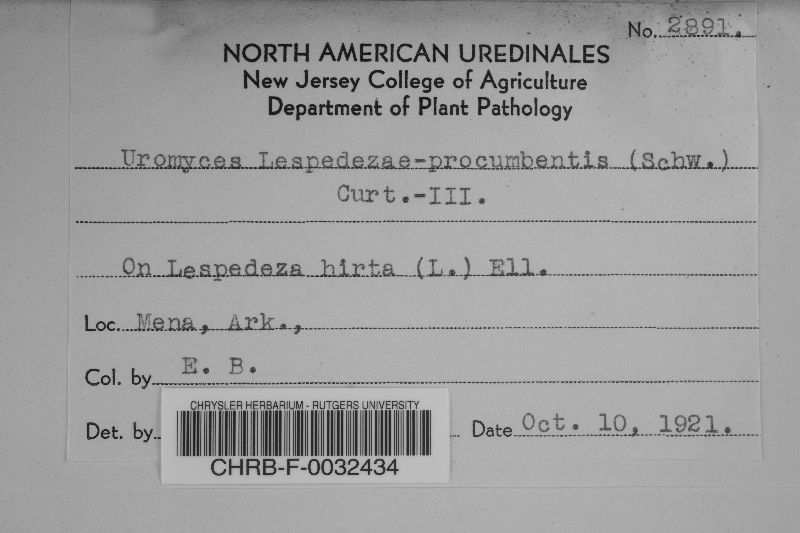 No. 2891.
NORTH AMERICAN UREDINALES
New Jersey College of Agriculture
Department of Plant Pathology
Uromyces Lespedezae-procumbentis (Schw.)
Curt.-III.
On Lespedeza hirta (L.) Ell.
Loc. Mena, Ark.,
Col. by E. B.
Det. by
Date Oct. 10, 1921.
CHRYSLER HERBARIUM - RUTGERS UNIVERSITY
CHRB-F-0032434